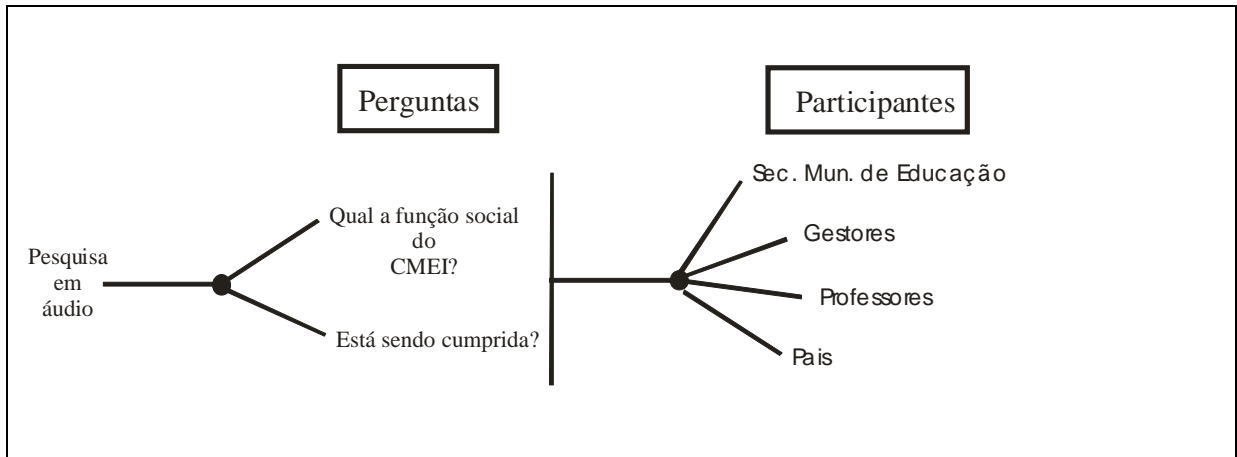 Perguntas
Participantes
Pesquisa
em
áudio
Qual a função social
do
CMEI?
Está sendo cumprida?
Sec. Mun. de Educação
Gestores
Professores
Pais